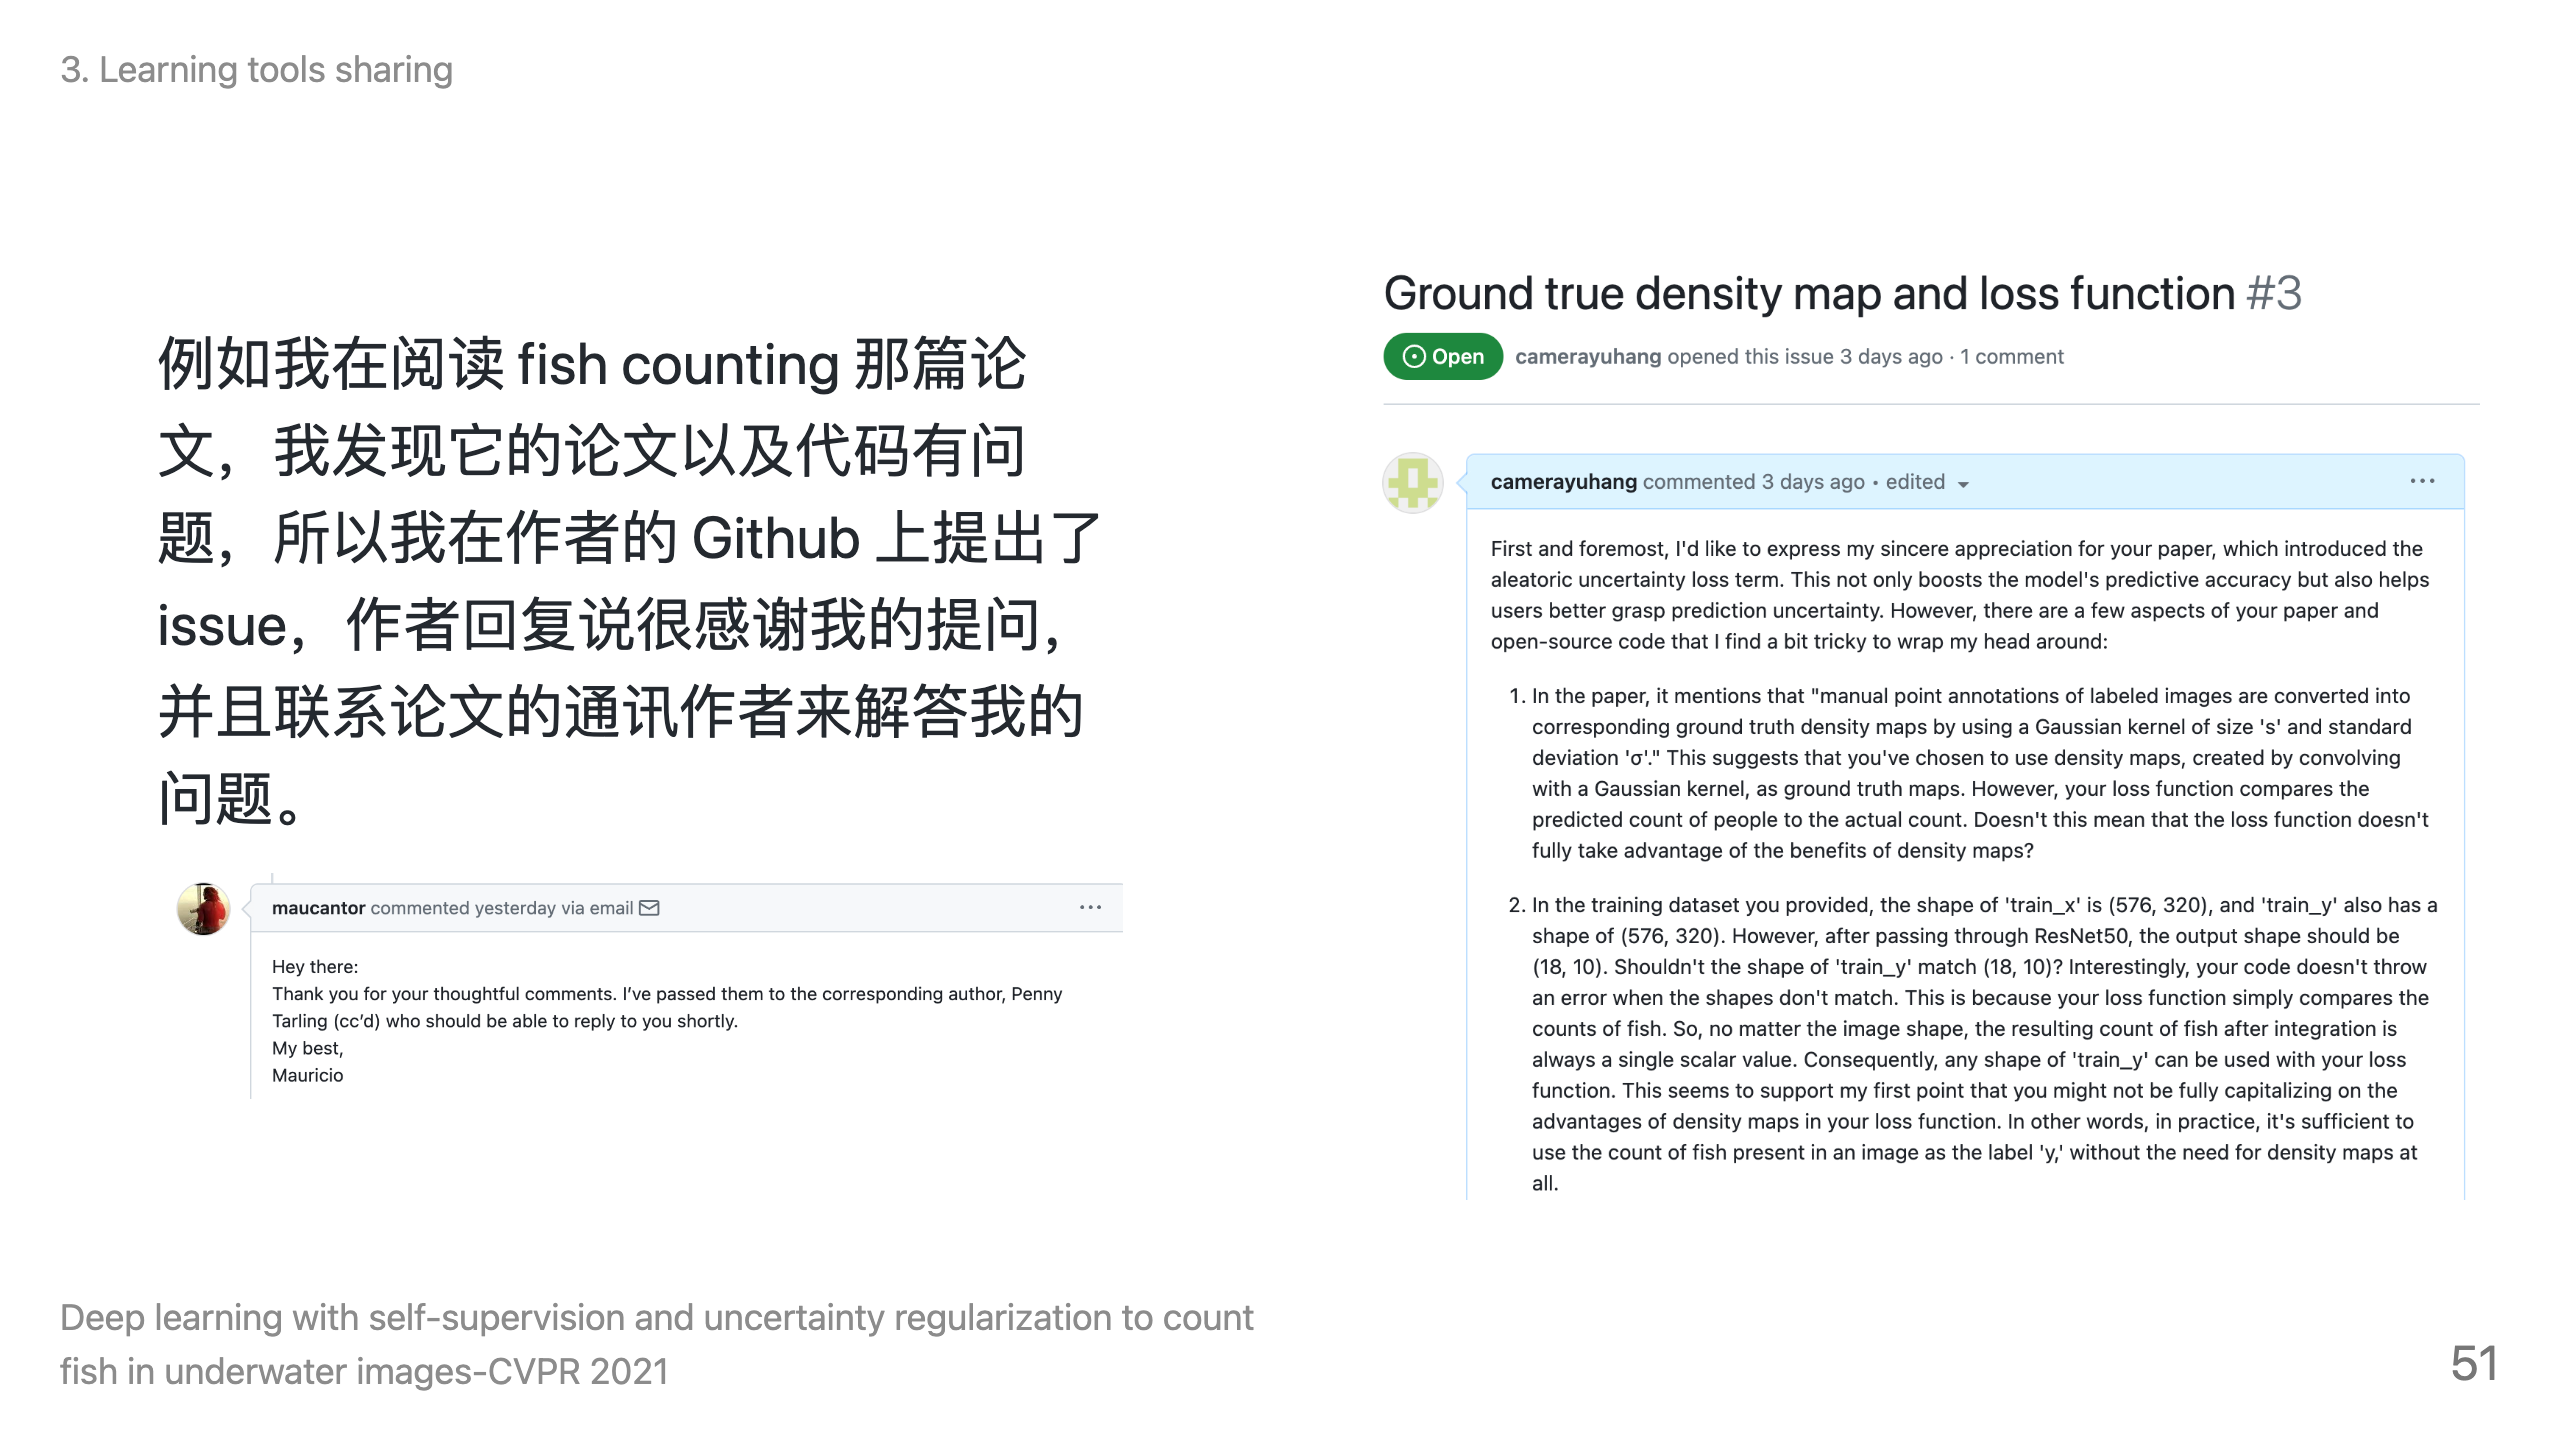 3. Learning tools sharing
例如我在阅读 fish counting 那篇论
文，我发现它的论文以及代码有问
题，所以我在作者的 Github 上提出了
issue，作者回复说很感谢我的提问，
并且联系论文的通讯作者来解答我的
问题。
maucantor commented yesterday via email
Hey there:
Thank you for your thoughtful comments. I’ve passed them to the corresponding author, Penny
Tarling (cc’d) who should be able to reply to you shortly.
My best,
Mauricio
Ground true density map and loss function #3
Open camerayuhang opened this issue 3 days ago · 1 comment
camerayuhang commented 3 days ago • edited
First and foremost, I'd like to express my sincere appreciation for your paper, which introduced the
aleatoric uncertainty loss term. This not only boosts the model's predictive accuracy but also helps
users better grasp prediction uncertainty. However, there are a few aspects of your paper and
open-source code that I find a bit tricky to wrap my head around:
1. In the paper, it mentions that "manual point annotations of labeled images are converted into
corresponding ground truth density maps by using a Gaussian kernel of size 's' and standard
deviation 'σ'." This suggests that you've chosen to use density maps, created by convolving
with a Gaussian kernel, as ground truth maps. However, your loss function compares the
predicted count of people to the actual count. Doesn't this mean that the loss function doesn't
fully take advantage of the benefits of density maps?
2. In the training dataset you provided, the shape of 'train_x' is (576, 320), and 'train_y' also has a
shape of (576, 320). However, after passing through ResNet50, the output shape should be
(18, 10). Shouldn't the shape of 'train_y' match (18, 10)? Interestingly, your code doesn't throw
an error when the shapes don't match. This is because your loss function simply compares the
counts of fish. So, no matter the image shape, the resulting count of fish after integration is
always a single scalar value. Consequently, any shape of 'train_y' can be used with your loss
function. This seems to support my first point that you might not be fully capitalizing on the
advantages of density maps in your loss function. In other words, in practice, it's sufficient to
use the count of fish present in an image as the label 'y,' without the need for density maps at
all.
Deep learning with self-supervision and uncertainty regularization to count
fish in underwater images-CVPR 2021
51